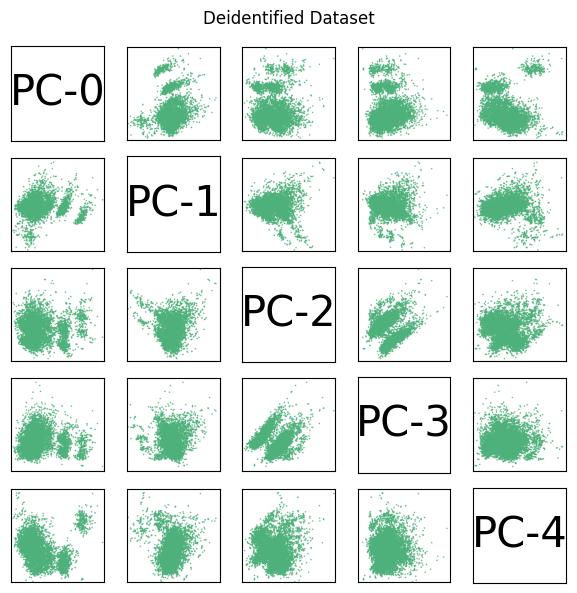 Deidentified Dataset
PC-0
PC-1
PC-2
PC-3
PC-4